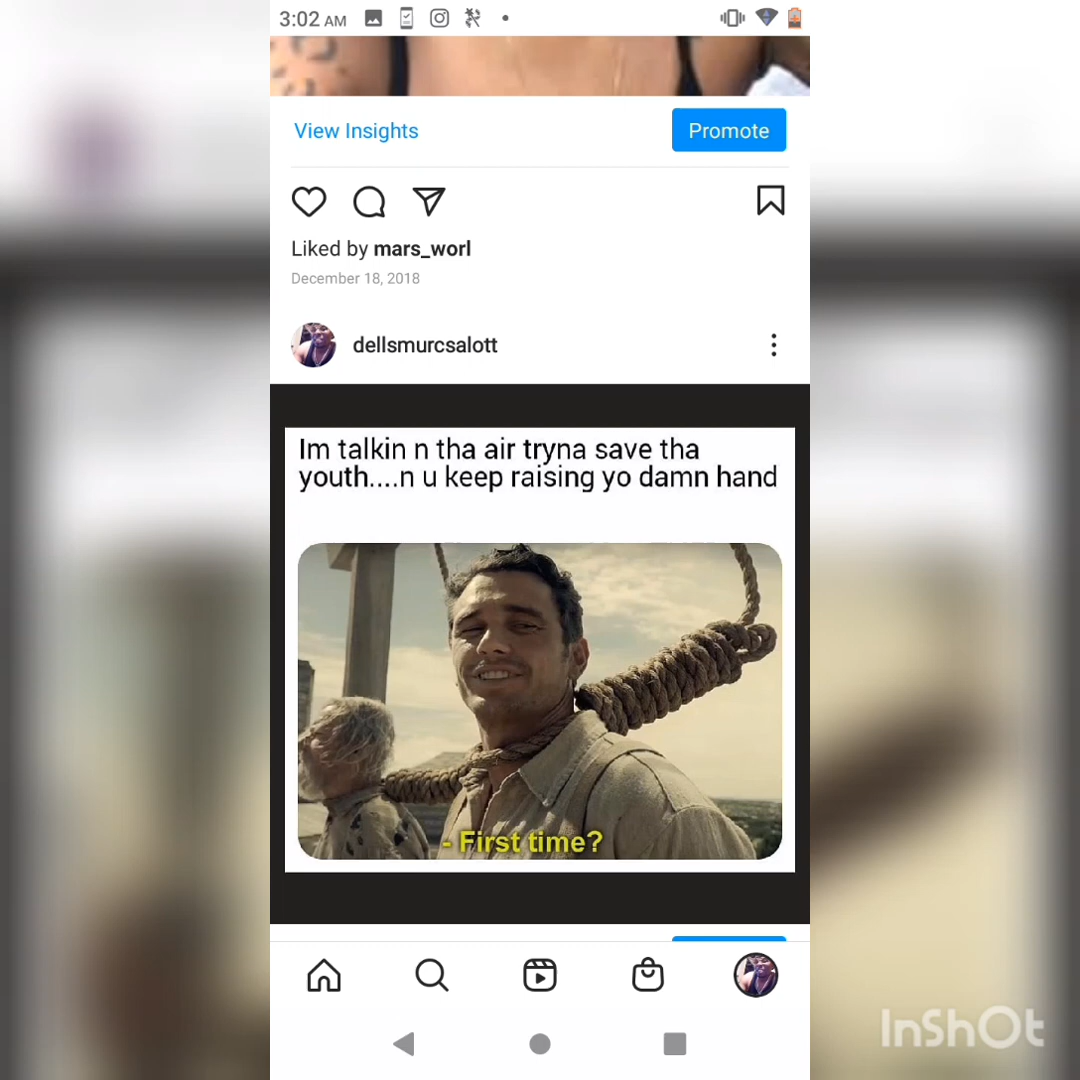 3:02 AM
View Insights
Promote
Liked by mars_worl
December 18, 2018
dellsmurcsalott
Im talkin n tha air tryna save tha
youth....n u keep raising yo damn hand
- First time?
InShOt